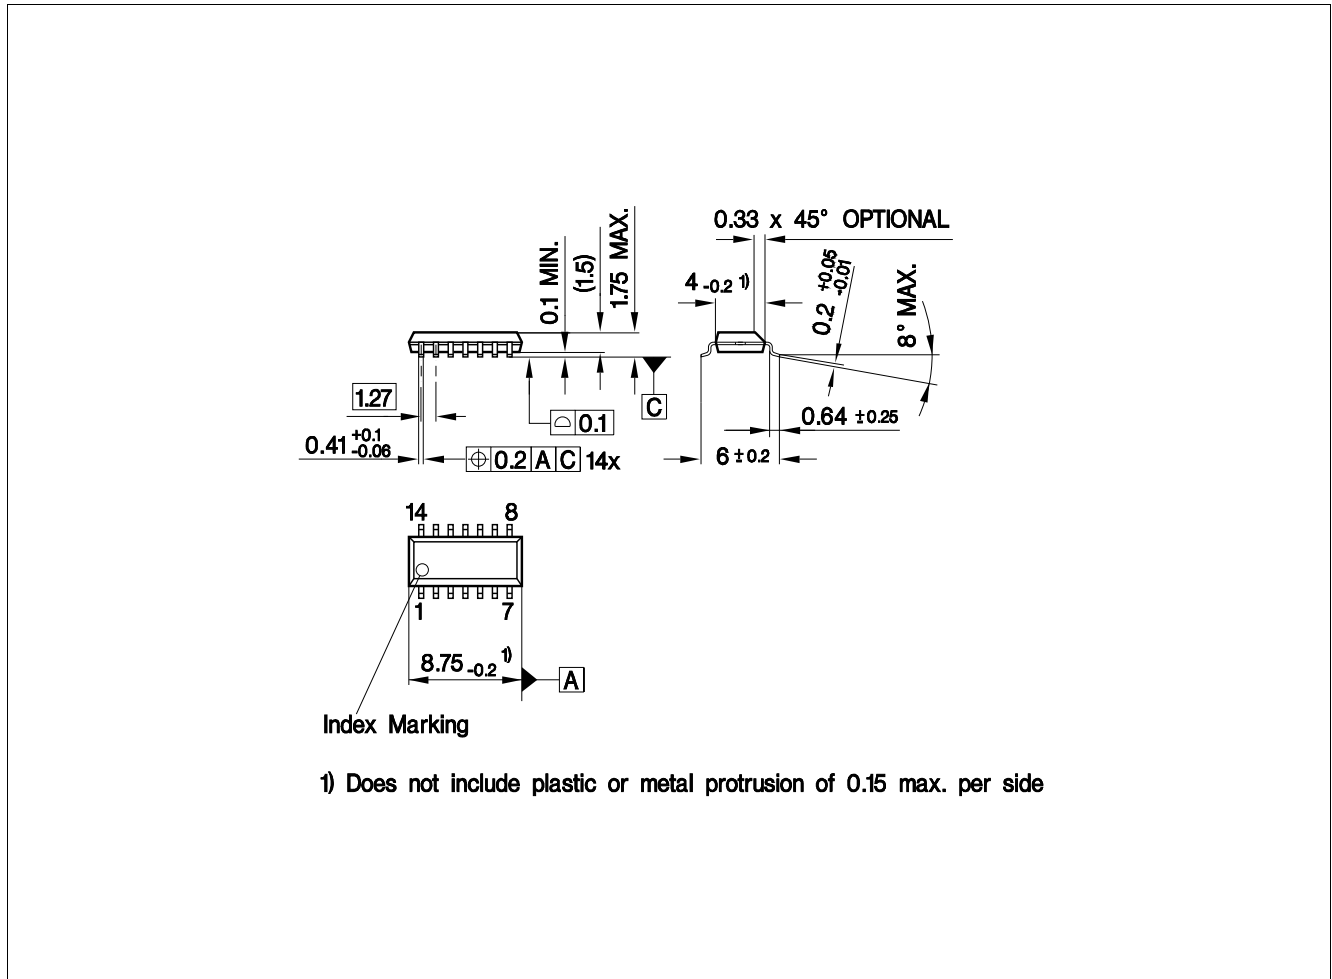 0.33 x 45° OPTIONAL
0.1 MIN.
(1.5)
1.75 MAX.
4 -0.2 1)
0.2 +0.05 -0.01
8° MAX.
1.27
C
⌓ 0.1
0.64 ±0.25
0.41 +0.1 -0.06
⌖ 0.2 A C 14x
6 ±0.2
14 8
1 7
8.75 -0.2 1)
A
Index Marking
1) Does not include plastic or metal protrusion of 0.15 max. per side